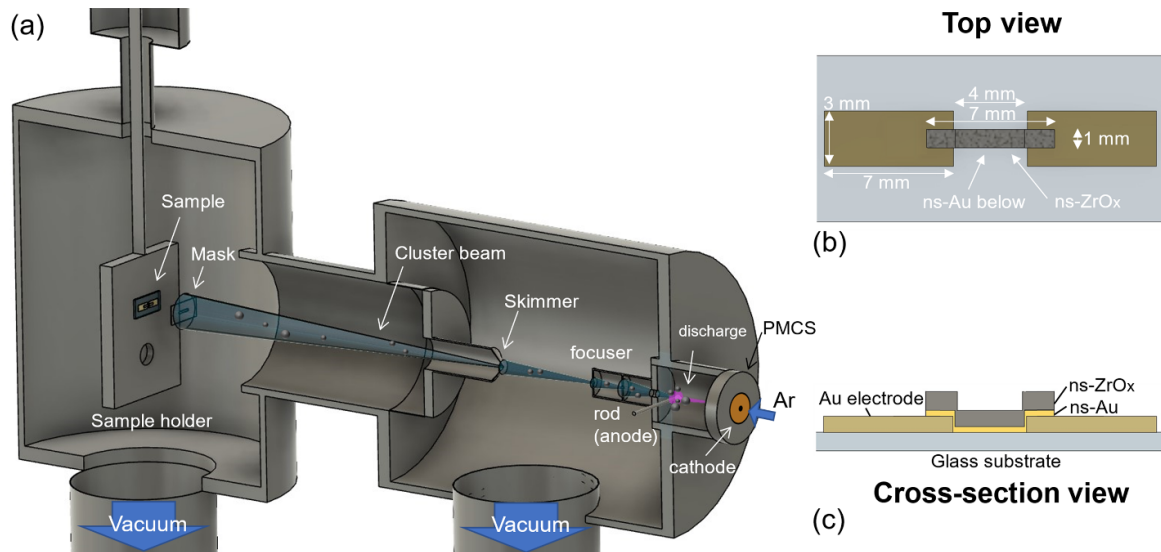 (a)
Sample
Mask
Cluster beam
Skimmer
focuser
discharge
PMCS
Ar
rod
(anode)
cathode
Sample holder
Vacuum
Vacuum
Top view
4 mm
3 mm
7 mm
1 mm
7 mm
ns-Au below
ns-ZrOx
(b)
ns-ZrOx
Au electrode
ns-Au
Glass substrate
Cross-section view
(c)